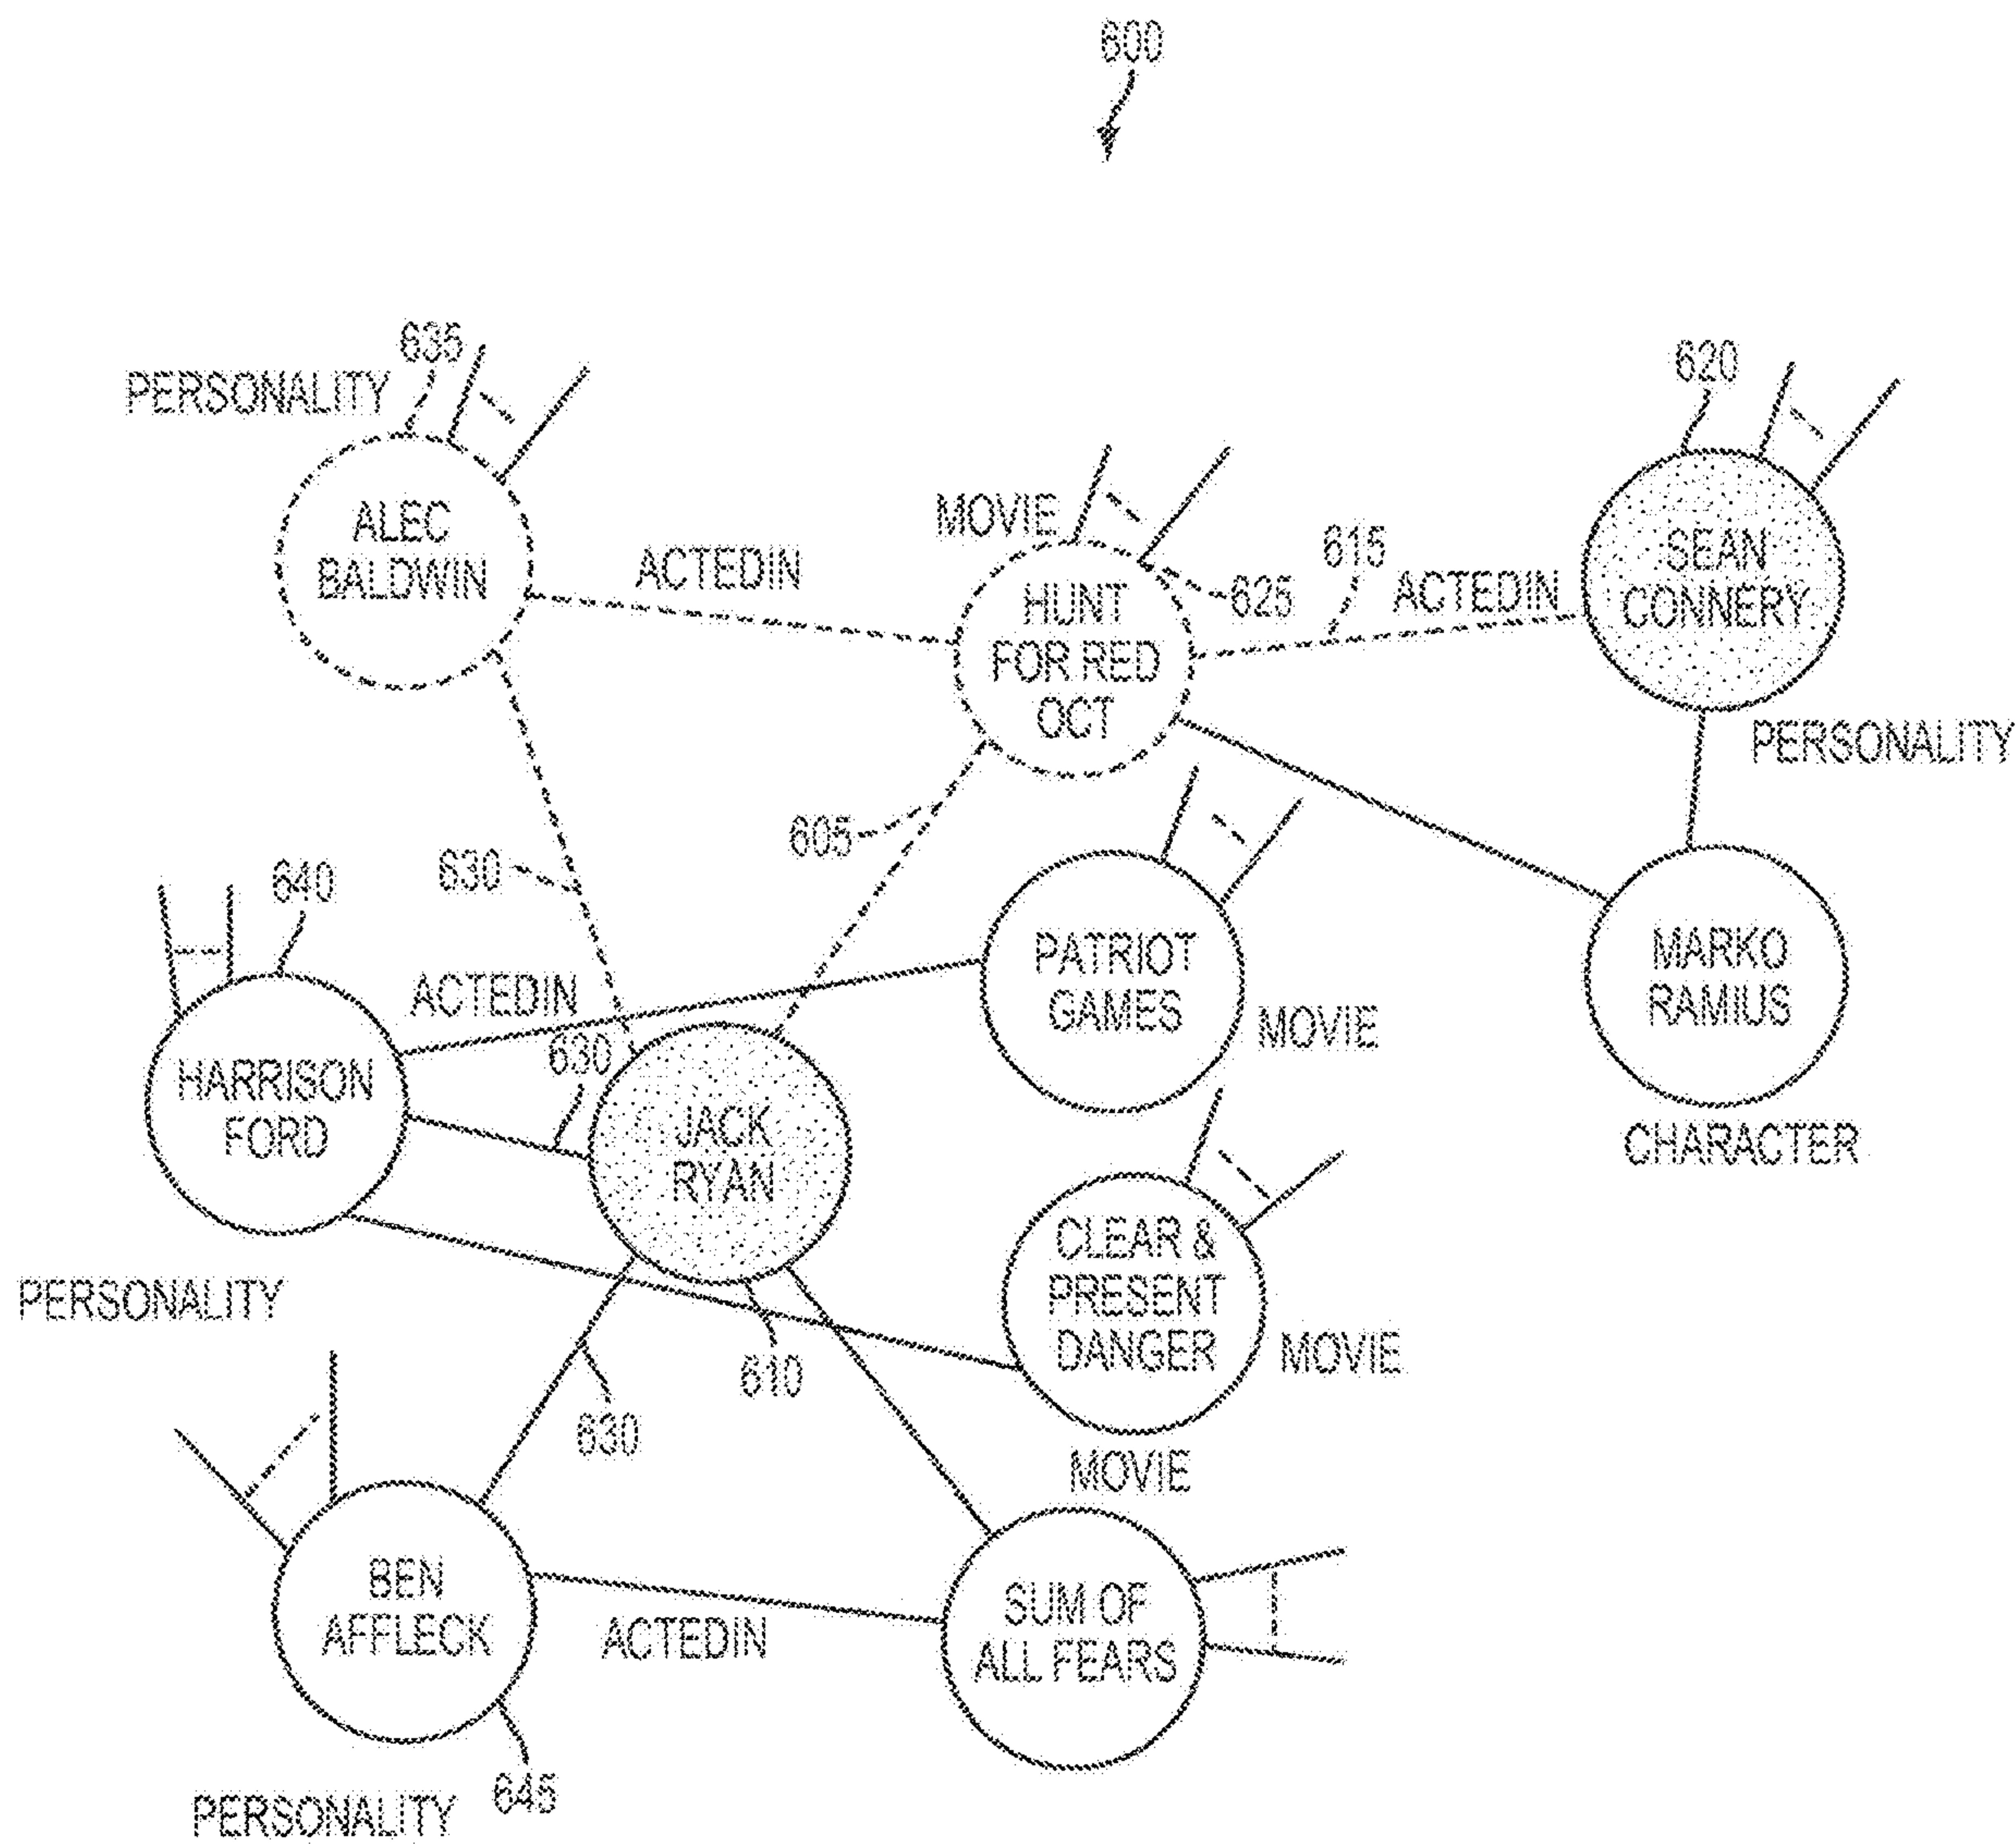 600
635
PERSONALITY
620
ALEC
BALDWIN
ACTEDIN
MOVIE
625
615
ACTEDIN
HUNT
FOR RED
OCT
SEAN
CONNERY
PERSONALITY
605
630
640
ACTEDIN
630
PATRIOT
GAMES
MOVIE
MARKO
RAMIUS
CHARACTER
HARRISON
FORD
PERSONALITY
JACK
RYAN
610
CLEAR &
PRESENT
DANGER
MOVIE
630
MOVIE
BEN
AFFLECK
ACTEDIN
SUM OF
ALL FEARS
645
PERSONALITY